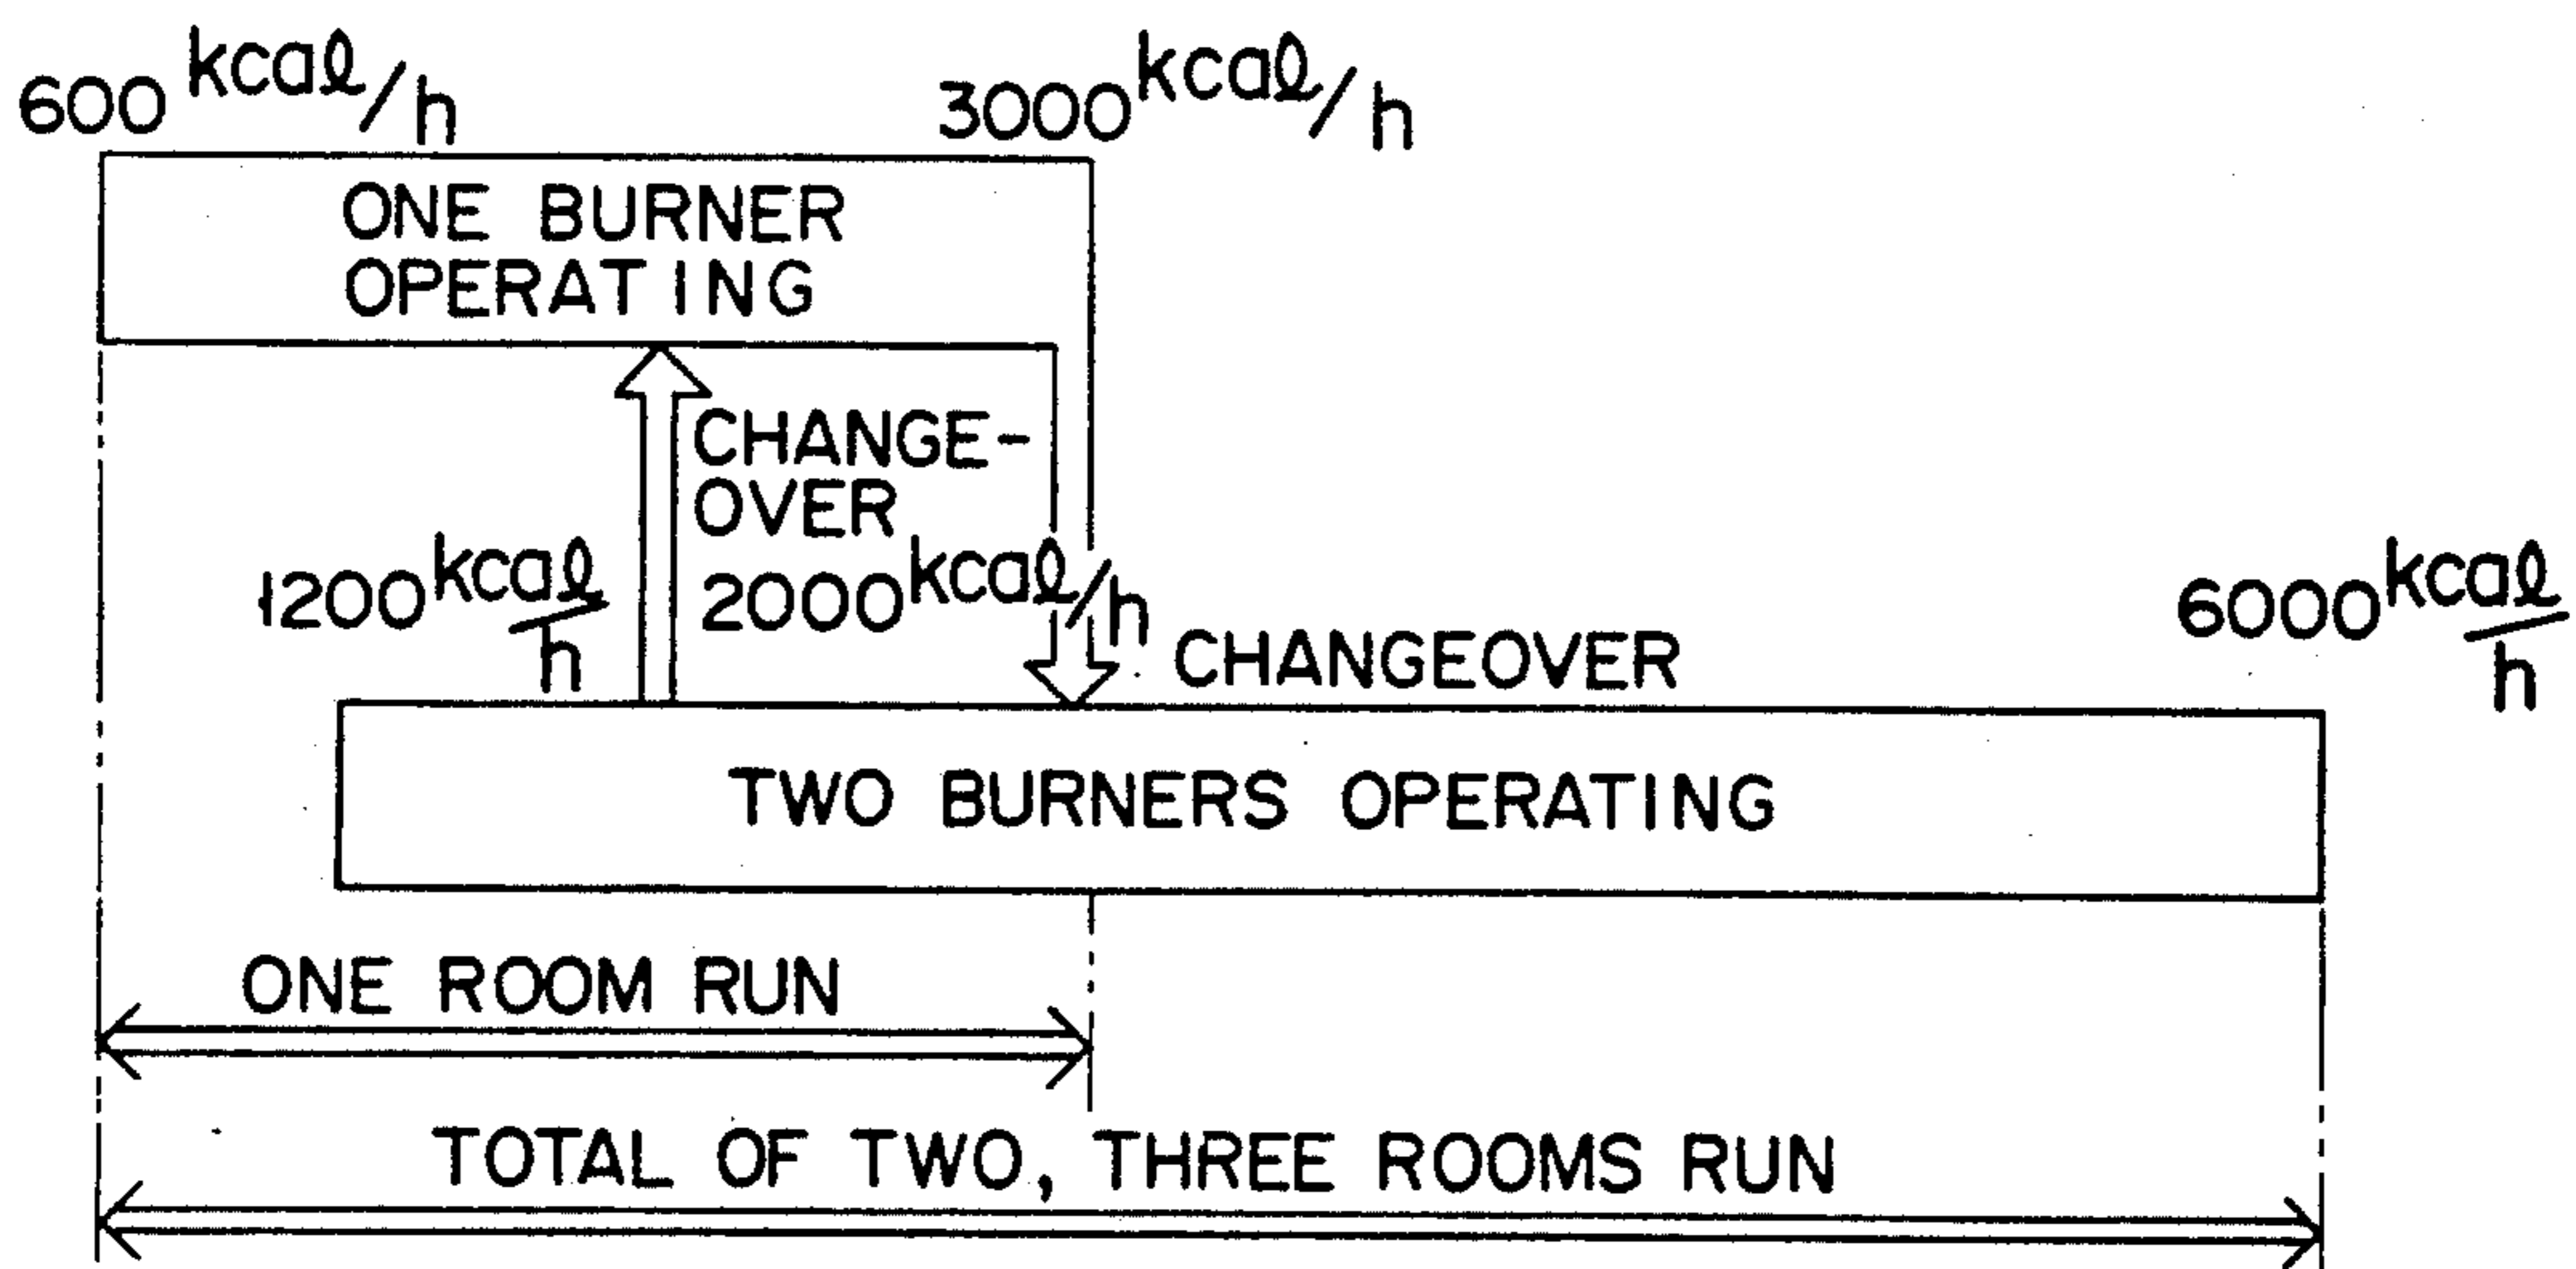 600 kcal/h
3000 kcal/h
ONE BURNER
OPERATING
CHANGE-
OVER
1200 kcal/h
2000 kcal/h
CHANGEOVER
6000 kcal/h
TWO BURNERS OPERATING
ONE ROOM RUN
TOTAL OF TWO, THREE ROOMS RUN